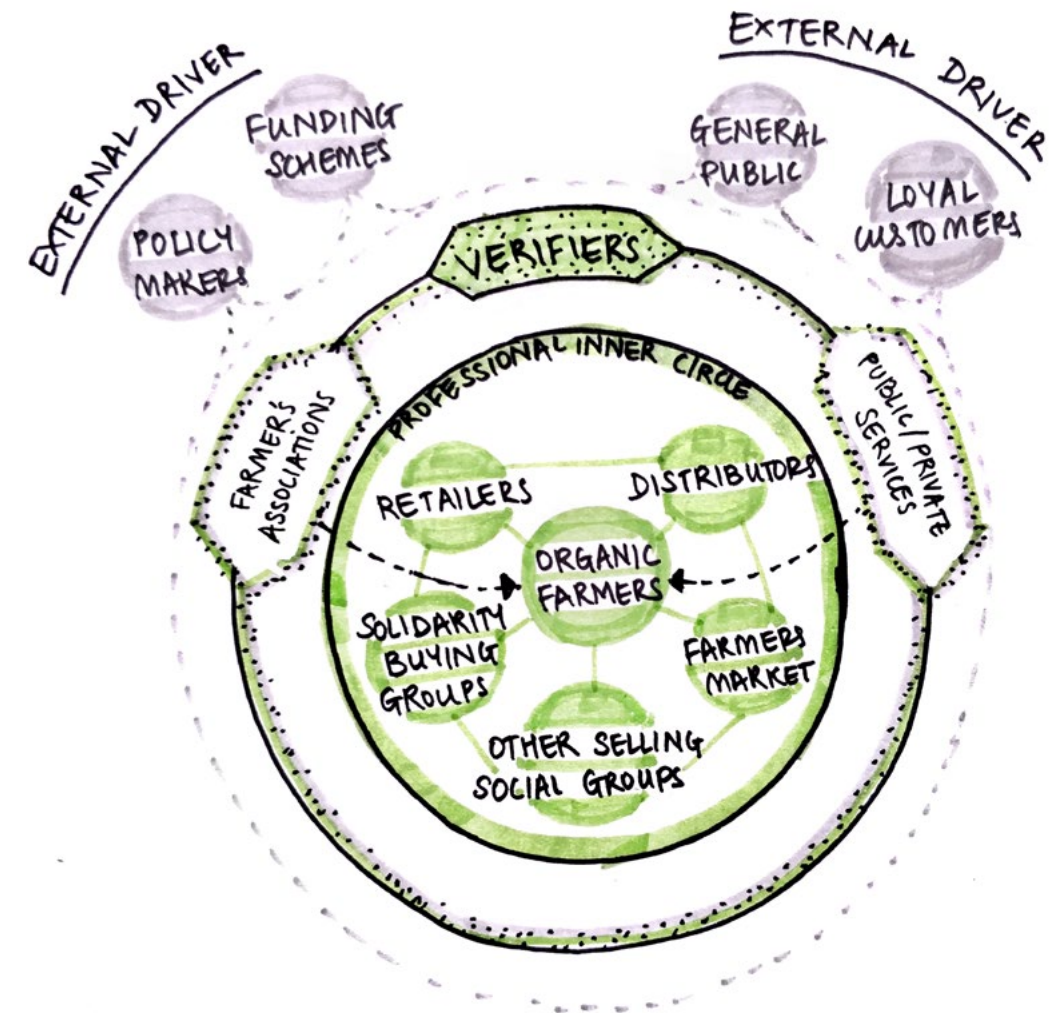 EXTERNAL DRIVER
FUNDING
SCHEMES
POLICY
MAKERS
EXTERNAL DRIVER
GENERAL
PUBLIC
LOYAL
CUSTOMERS
VERIFIERS
FARMER'S
ASSOCIATIONS
PUBLIC/PRIVATE
SERVICES
PROFESSIONAL INNER CIRCLE
RETAILERS
DISTRIBUTORS
ORGANIC
FARMERS
SOLIDARITY
BUYING
GROUPS
FARMERS
MARKET
OTHER SELLING
SOCIAL GROUPS